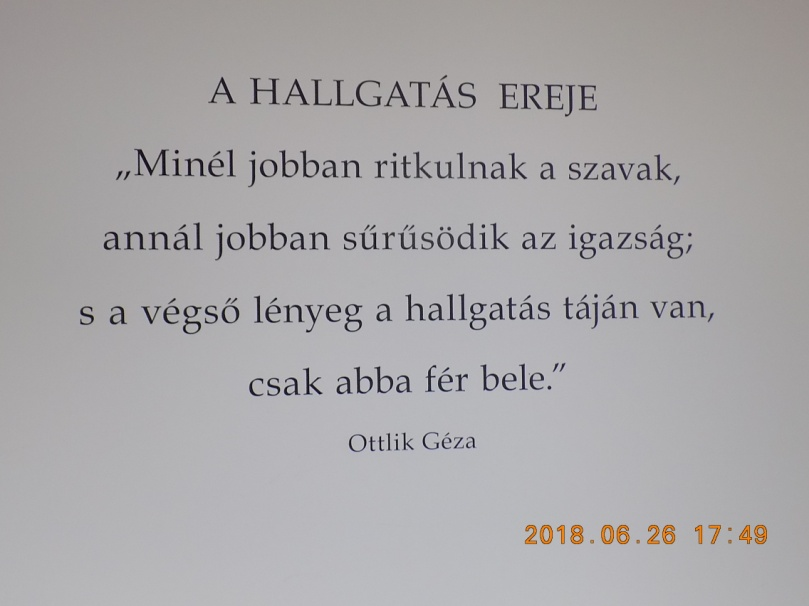 A HALLGATÁS EREJE
„Minél jobban ritkulnak a szavak,
annál jobban sűrűsödik az igazság;
s a végső lényeg a hallgatás táján van,
csak abba fér bele.”
Ottlik Géza
2018.06.26 17:49